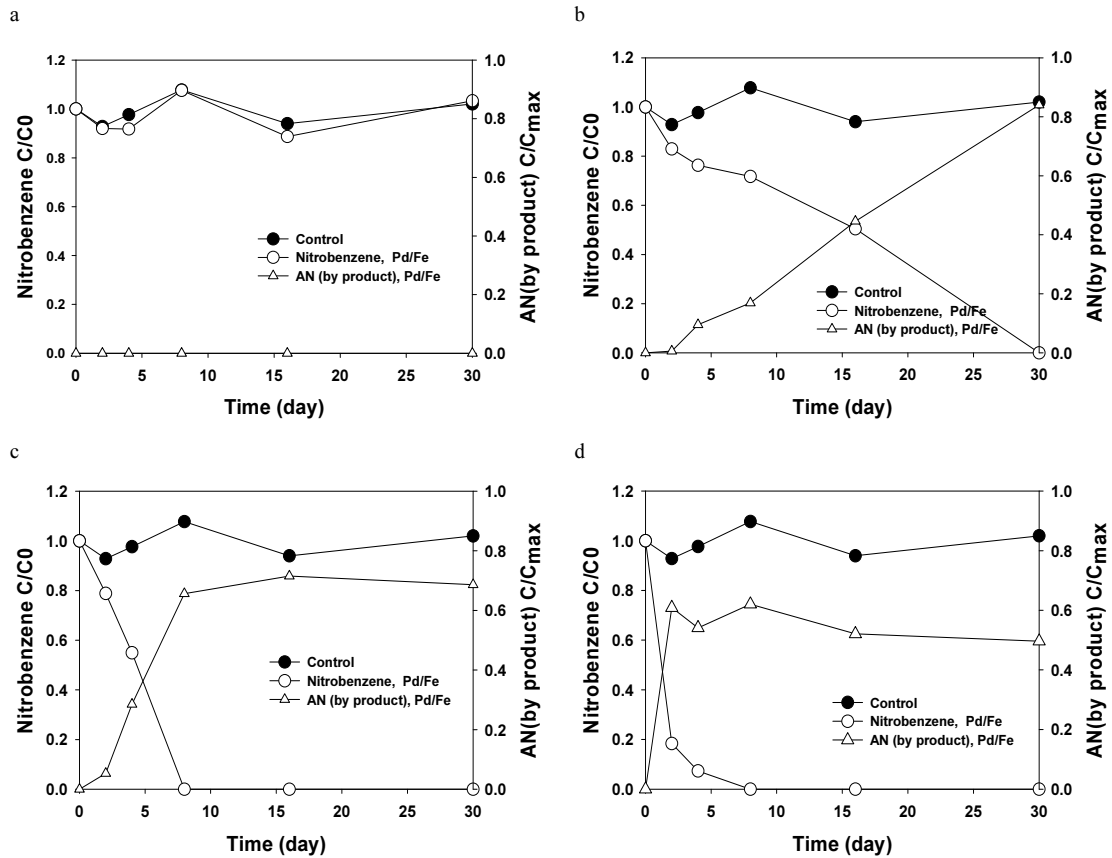 a
1.2
1.0
0.8
0.6
0.4
0.2
0.0
Nitrobenzene C/C0
1.0
0.8
0.6
0.4
0.2
0.0
AN(by product) C/Cmax
Control
Nitrobenzene, Pd/Fe
AN (by product), Pd/Fe
0 5 10 15 20 25 30
Time (day)
b
1.2
1.0
0.8
0.6
0.4
0.2
0.0
Nitrobenzene C/C0
1.0
0.8
0.6
0.4
0.2
0.0
AN(by product) C/Cmax
Control
Nitrobenzene, Pd/Fe
AN (by product), Pd/Fe
0 5 10 15 20 25 30
Time (day)
c
1.2
1.0
0.8
0.6
0.4
0.2
0.0
Nitrobenzene C/C0
1.0
0.8
0.6
0.4
0.2
0.0
AN(by product) C/Cmax
Control
Nitrobenzene, Pd/Fe
AN (by product), Pd/Fe
0 5 10 15 20 25 30
Time (day)
d
1.2
1.0
0.8
0.6
0.4
0.2
0.0
Nitrobenzene C/C0
1.0
0.8
0.6
0.4
0.2
0.0
AN(by product) C/Cmax
Control
Nitrobenzene, Pd/Fe
AN (by product), Pd/Fe
0 5 10 15 20 25 30
Time (day)